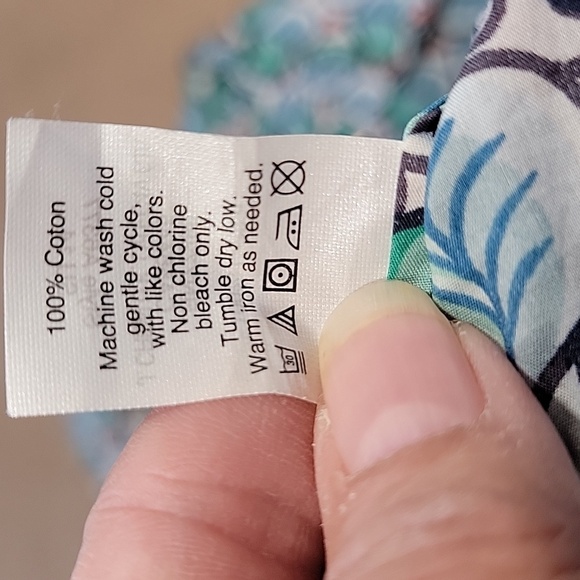 100% Coton
Machine wash cold
gentle cycle,
with like colors.
Non chlorine
bleach only.
Tumble dry low.
Warm iron as needed.
30